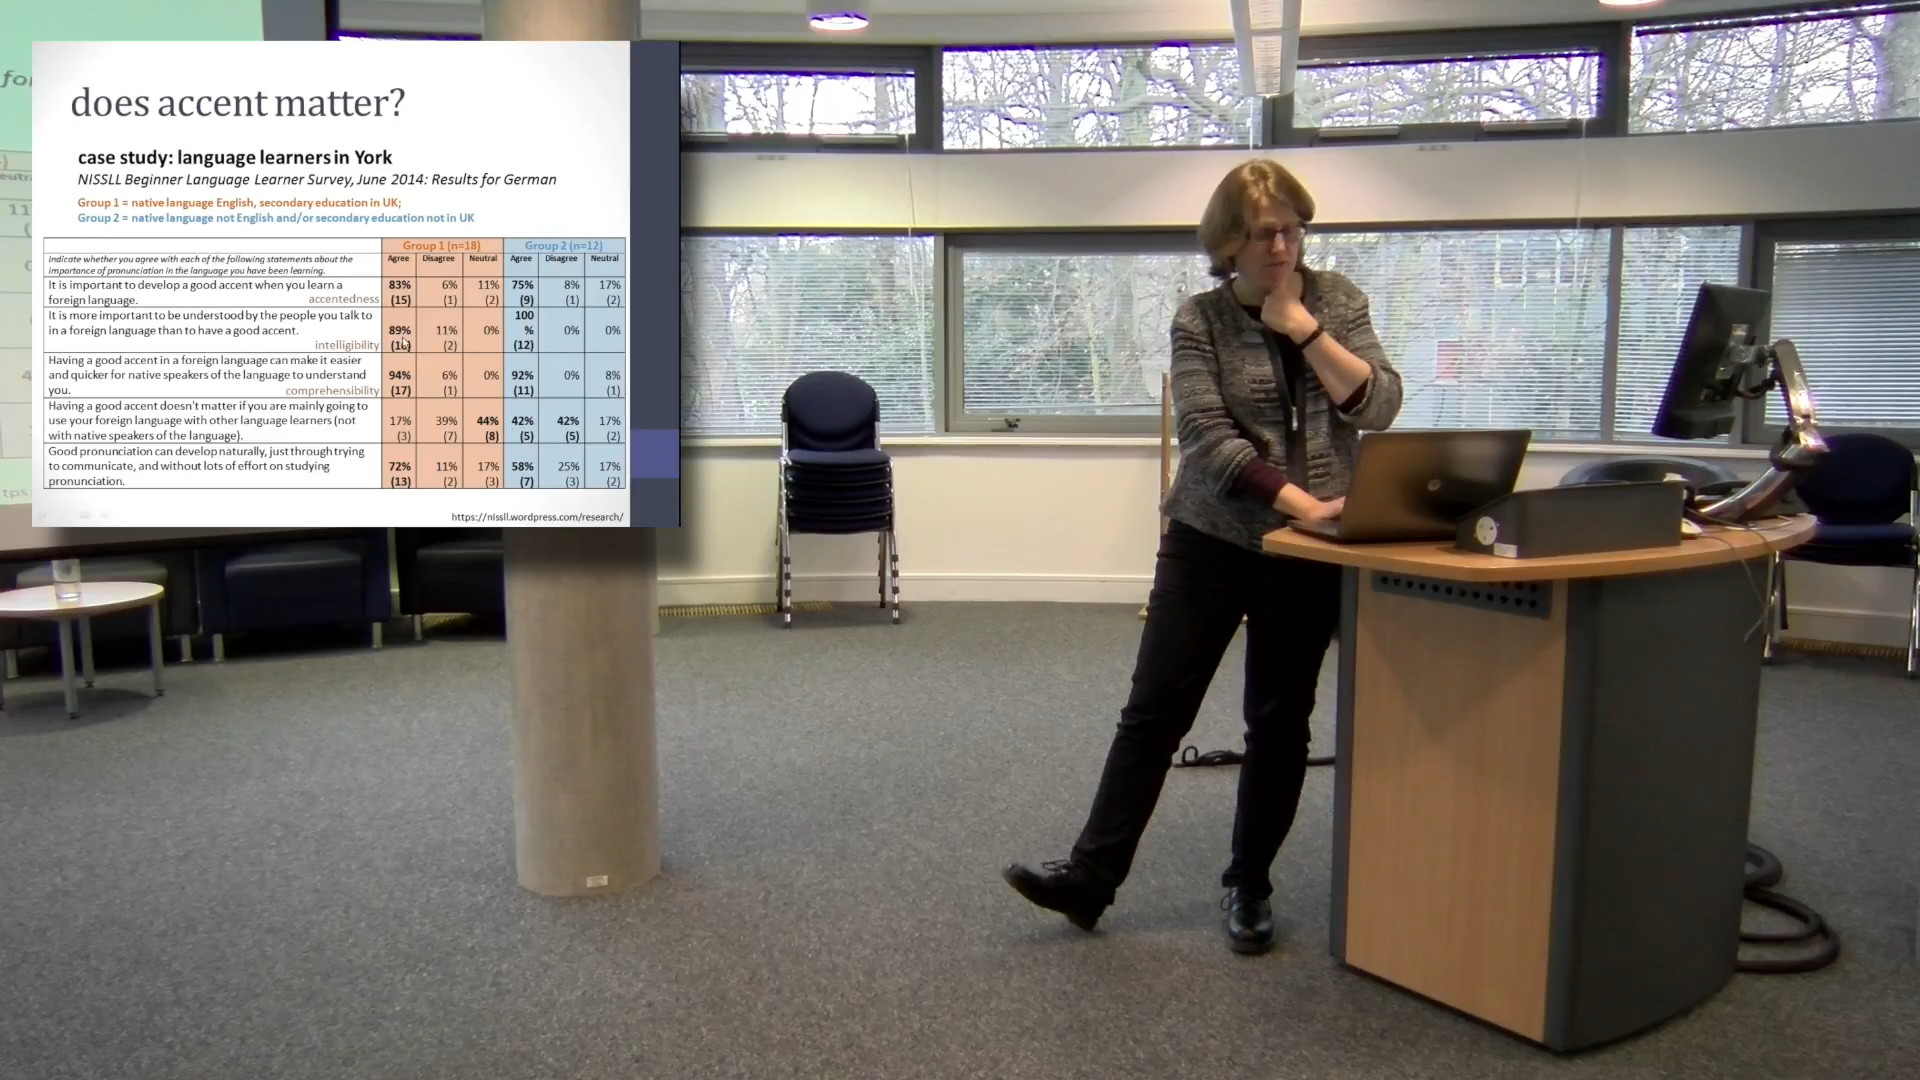 does accent matter?
case study: language learners in York
NISSLL Beginner Language Learner Survey, June 2014: Results for German
Group 1 = native language English, secondary education in UK;
Group 2 = native language not English and/or secondary education not in UK
Group 1 (n=18) Group 2 (n=12)
Indicate whether you agree with each of the following statements about the Agree Disagree Neutral Agree Disagree Neutral
importance of pronunciation in the language you have been learning.
It is important to develop a good accent when you learn a 83% 6% 11% 75% 8% 17%
foreign language. accentedness (15) (1) (2) (9) (1) (2)
It is more important to be understood by the people you talk to 100
in a foreign language than to have a good accent. 89% 11% 0% % 0% 0%
intelligibility (16) (2) (12)
Having a good accent in a foreign language can make it easier
and quicker for native speakers of the language to understand 94% 6% 0% 92% 0% 8%
you. comprehensibility (17) (1) (11) (1)
Having a good accent doesn't matter if you are mainly going to
use your foreign language with other language learners (not 17% 39% 44% 42% 42% 17%
with native speakers of the language). (3) (7) (8) (5) (5) (2)
Good pronunciation can develop naturally, just through trying
to communicate, and without lots of effort on studying 72% 11% 17% 58% 25% 17%
pronunciation. (13) (2) (3) (7) (3) (2)
https://nissll.wordpress.com/research/